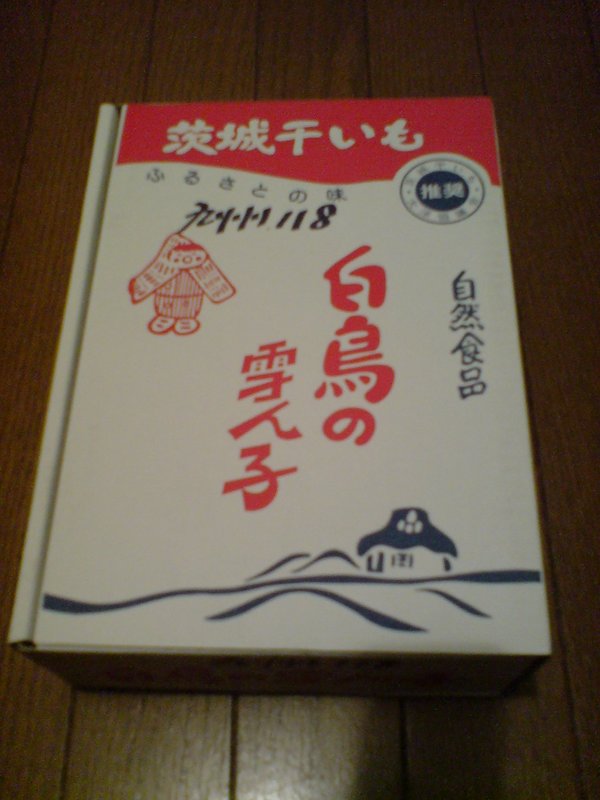 茨城干いも
ふるさとの味
推奨
九州118
自然食品
白鳥の
雪ん子